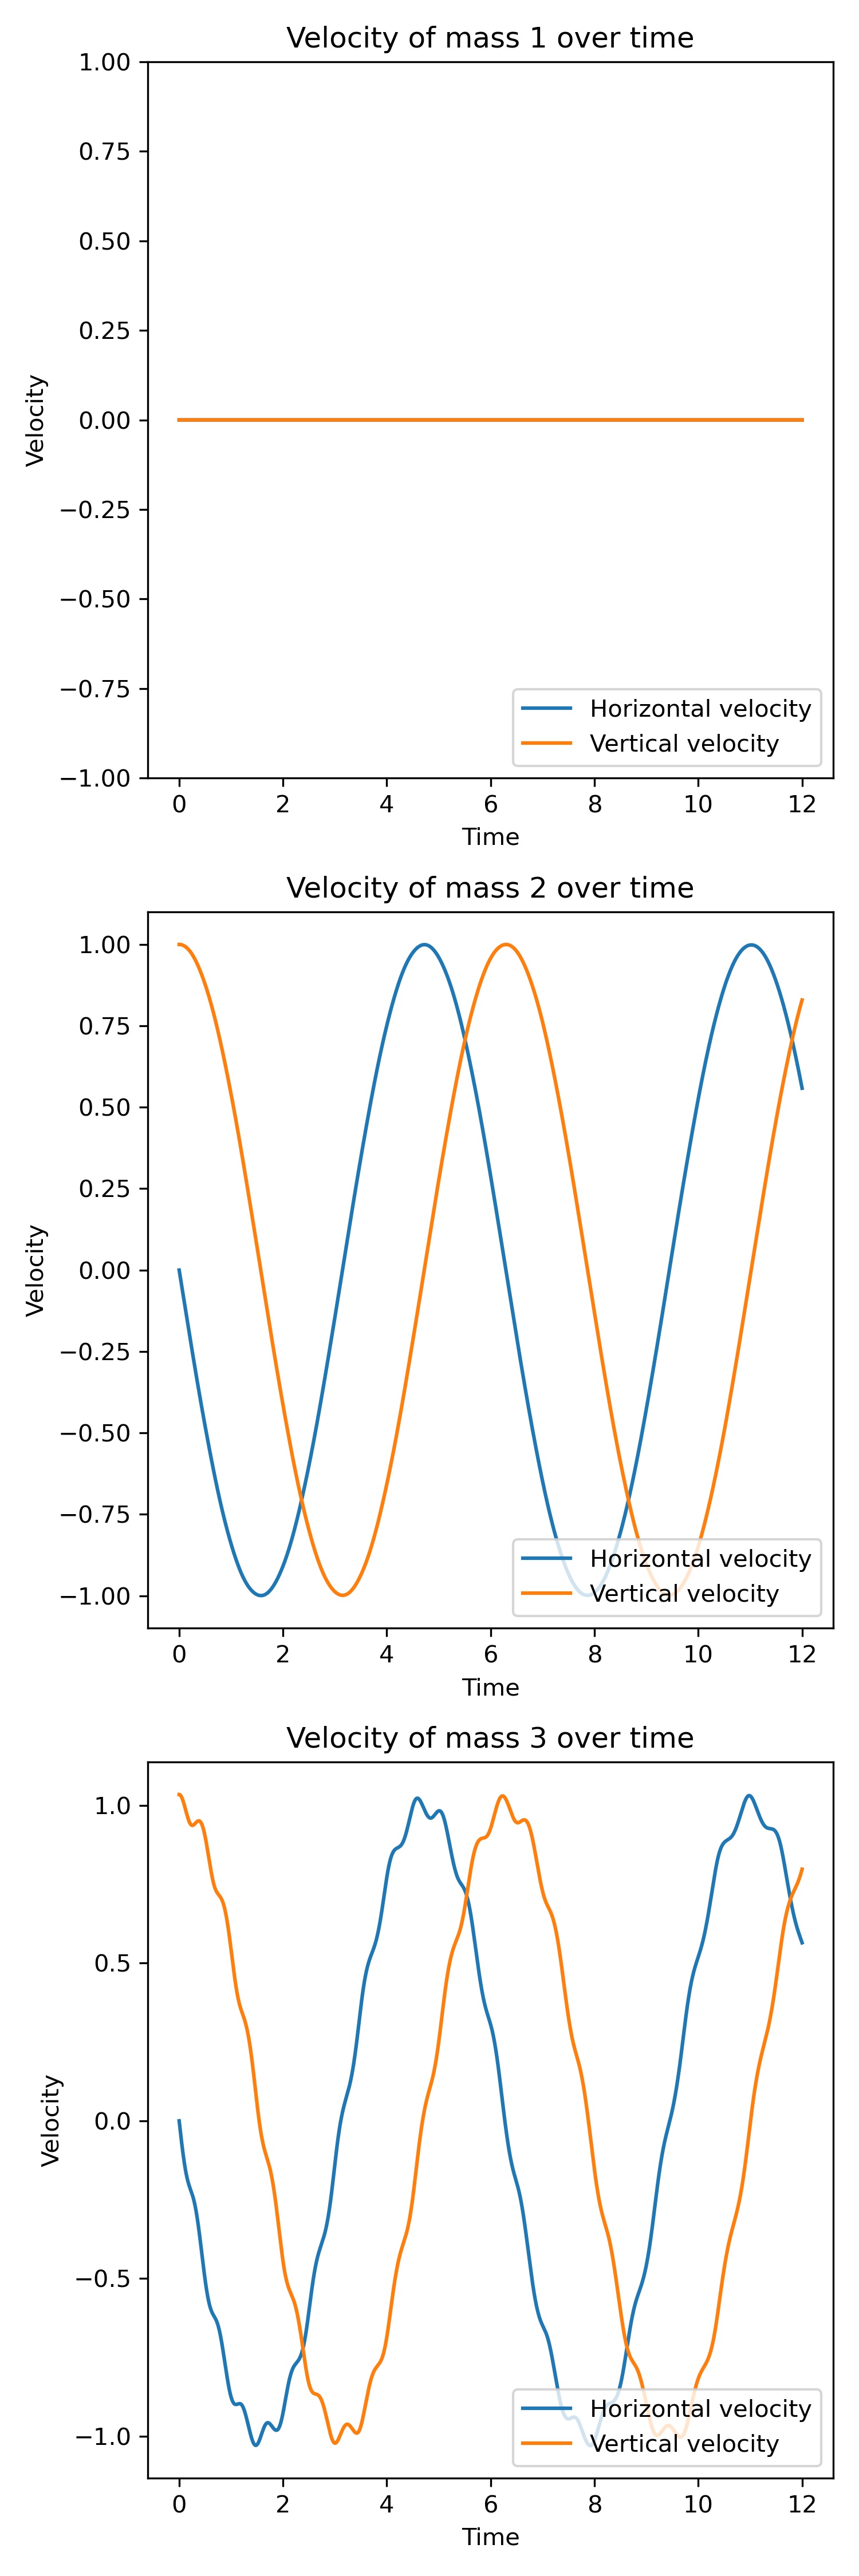 Velocity of mass 1 over time
1.00
0.75
0.50
0.25
0.00
−0.25
−0.50
−0.75
−1.00
Velocity
Horizontal velocity
Vertical velocity
0 2 4 6 8 10 12
Time
Velocity of mass 2 over time
1.00
0.75
0.50
0.25
0.00
−0.25
−0.50
−0.75
−1.00
Velocity
Horizontal velocity
Vertical velocity
0 2 4 6 8 10 12
Time
Velocity of mass 3 over time
1.0
0.5
0.0
−0.5
−1.0
Velocity
Horizontal velocity
Vertical velocity
0 2 4 6 8 10 12
Time